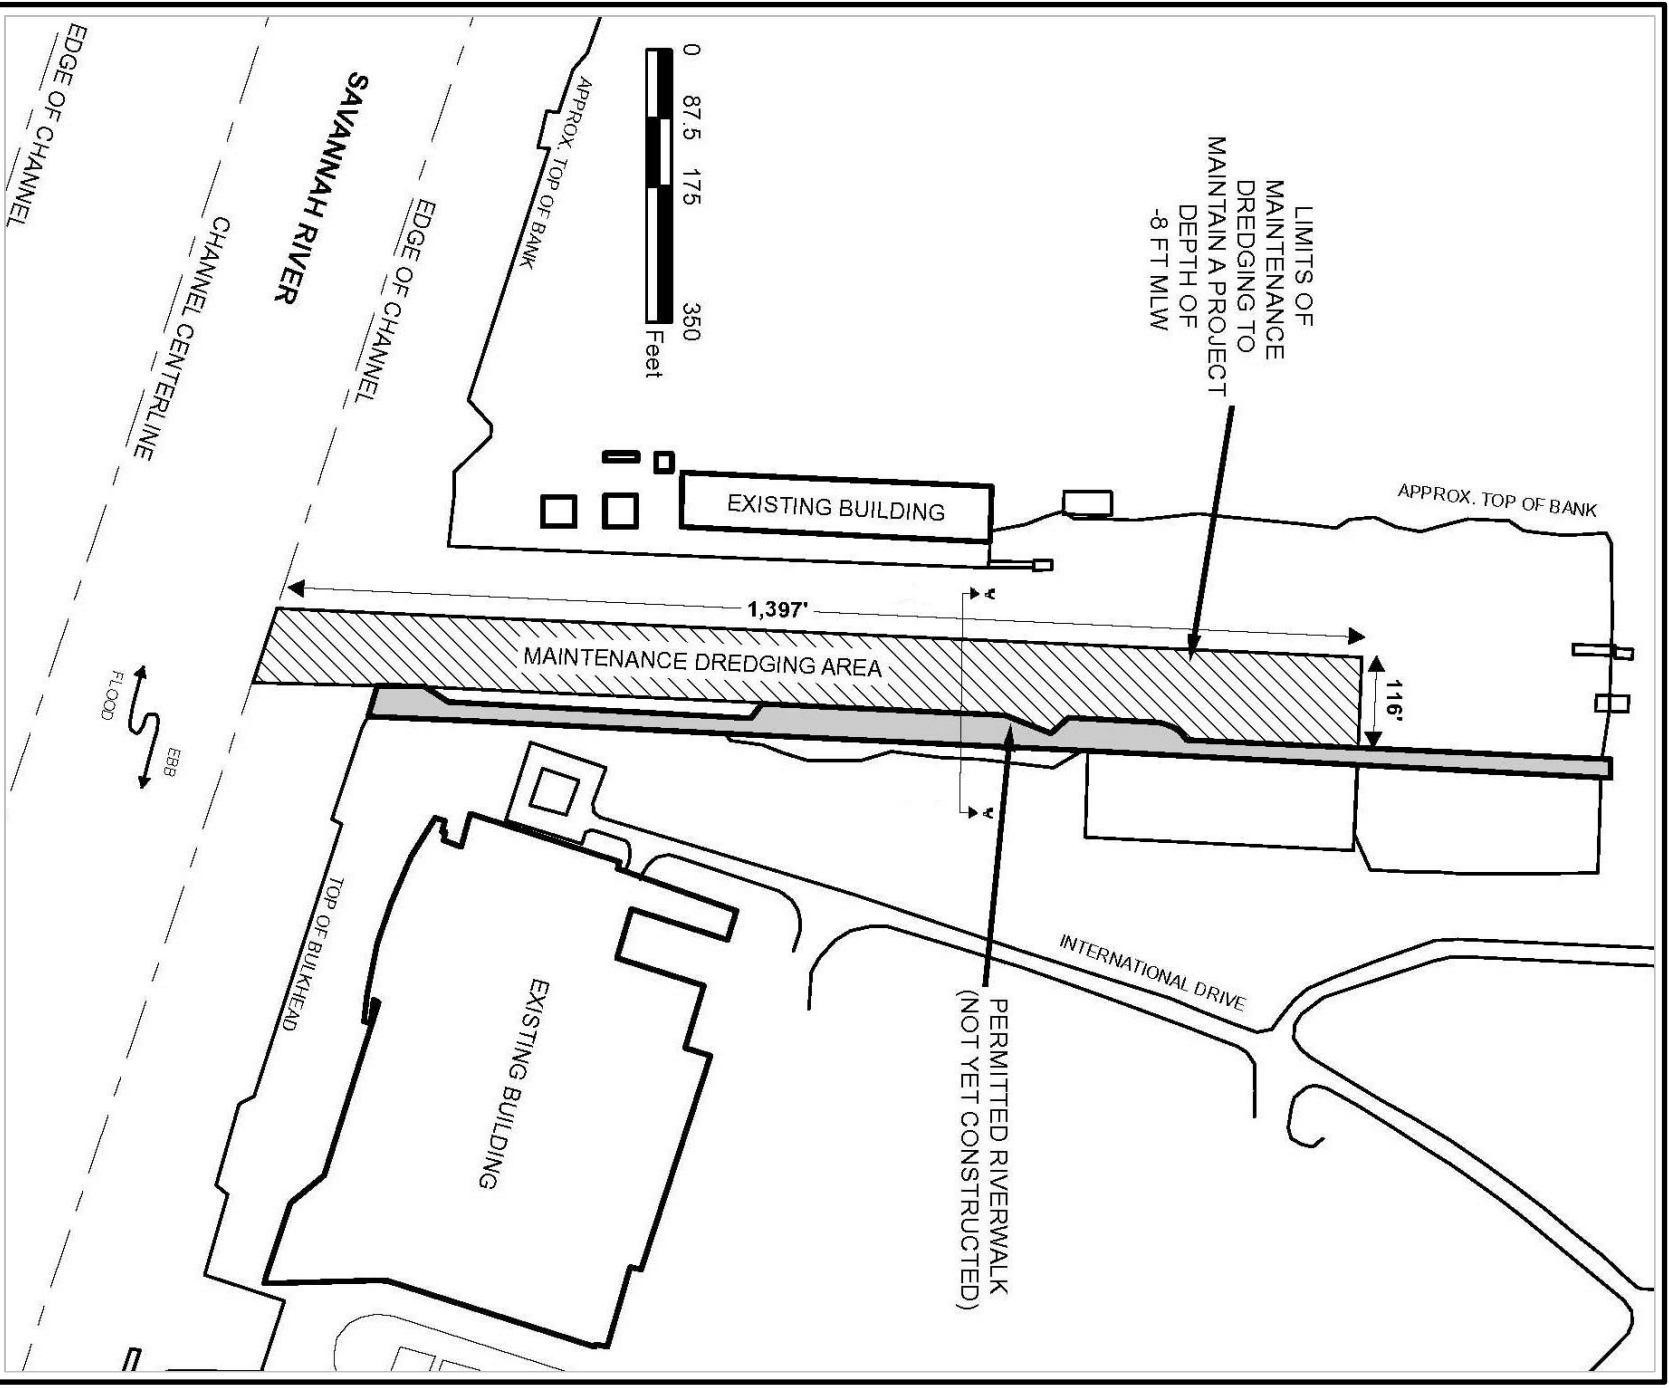 EDGE OF CHANNEL
SAVANNAH RIVER
CHANNEL CENTERLINE
EDGE OF CHANNEL
APPROX. TOP OF BANK
0 87.5 175 350
Feet
LIMITS OF
MAINTENANCE
DREDGING TO
MAINTAIN A PROJECT
DEPTH OF
-8 FT MLW
EXISTING BUILDING
APPROX. TOP OF BANK
A
1,397'
MAINTENANCE DREDGING AREA
116'
FLOOD
EBB
A
TOP OF BULKHEAD
EXISTING BUILDING
INTERNATIONAL DRIVE
PERMITTED RIVERWALK
(NOT YET CONSTRUCTED)